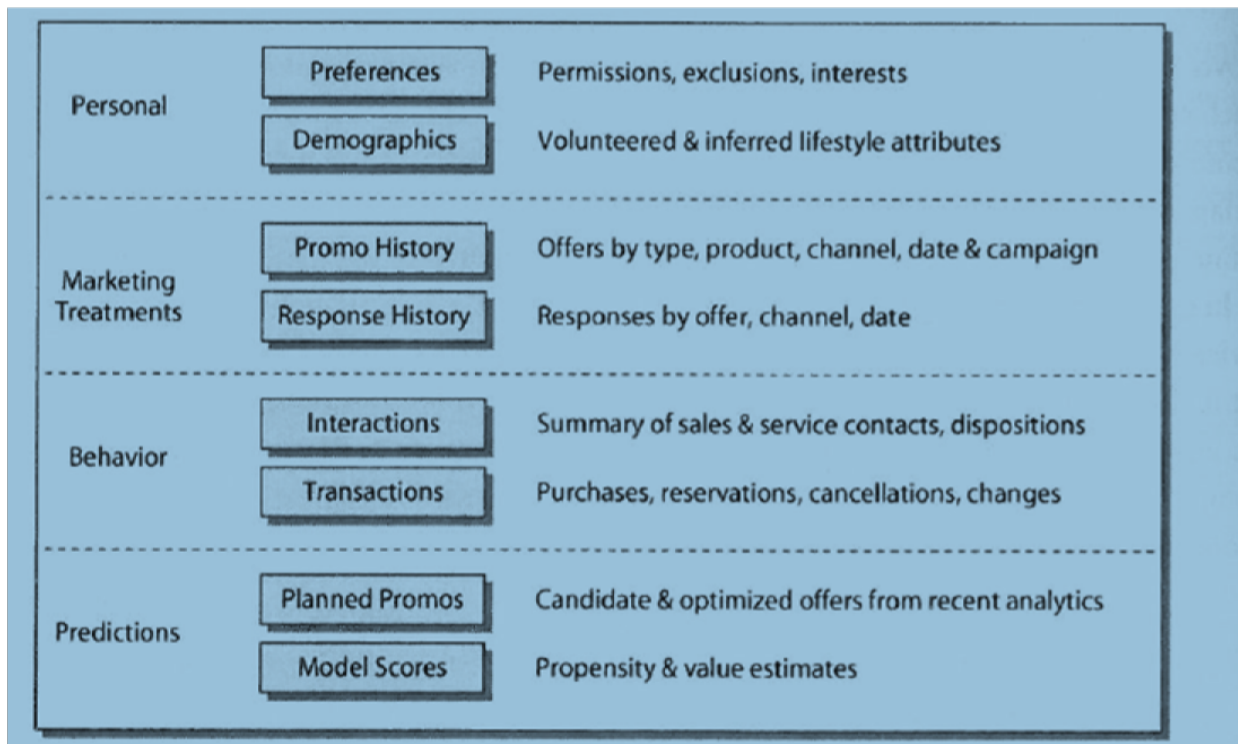 Preferences Permissions, exclusions, interests
Personal
Demographics Volunteered & inferred lifestyle attributes
Promo History Offers by type, product, channel, date & campaign
Marketing
Treatments
Response History Responses by offer, channel, date
Interactions Summary of sales & service contacts, dispositions
Behavior
Transactions Purchases, reservations, cancellations, changes
Planned Promos Candidate & optimized offers from recent analytics
Predictions
Model Scores Propensity & value estimates